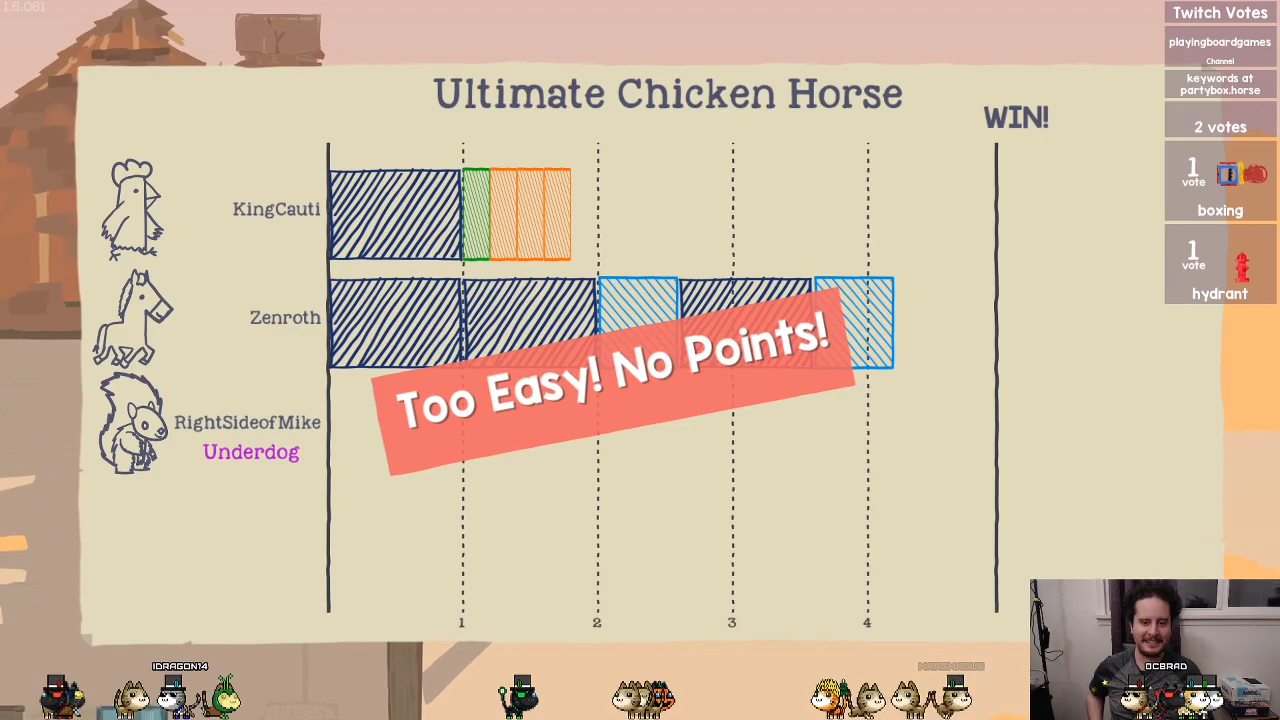 1.6.061
Twitch Votes
playingboardgames
Channel
keywords at
partybox.horse
2 votes
1
vote
boxing
1
vote
hydrant
Ultimate Chicken Horse
WIN!
KingCauti
Zenroth
RightSideofMike
Underdog
Too Easy! No Points!
1 2 3 4
IDRAGON14
OCBRAD